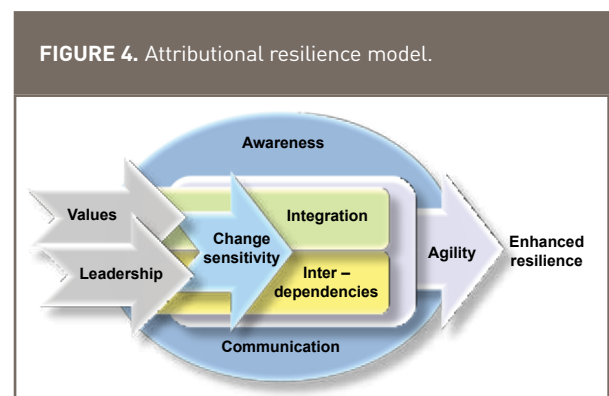 FIGURE 4. Attributional resilience model.
Awareness
Values
Leadership
Change
sensitivity
Integration
Inter –
dependencies
Agility
Enhanced
resilience
Communication